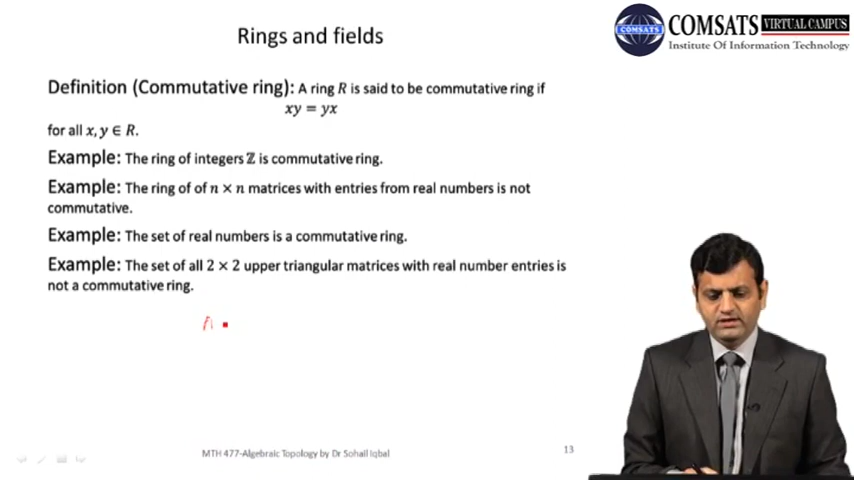 Rings and fields
COMSATS VIRTUAL CAMPUS
COMSATS
Institute Of Information Technology
Definition (Commutative ring): A ring R is said to be commutative ring if
xy = yx
for all x, y ∈ R.
Example: The ring of integers ℤ is commutative ring.
Example: The ring of of n × n matrices with entries from real numbers is not
commutative.
Example: The set of real numbers is a commutative ring.
Example: The set of all 2 × 2 upper triangular matrices with real number entries is
not a commutative ring.
MTH 477-Algebraic Topology by Dr Sohail Iqbal
13